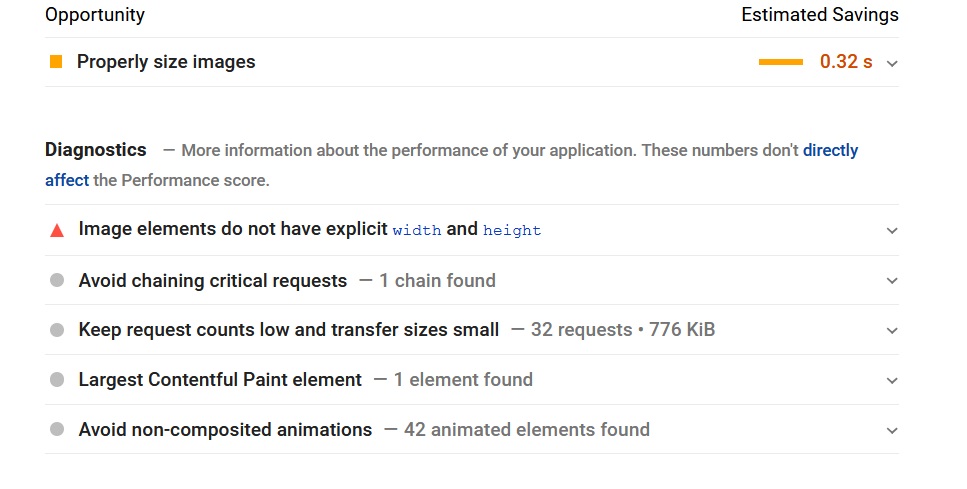 Opportunity Estimated Savings
Properly size images 0.32 s
Diagnostics — More information about the performance of your application. These numbers don't directly
affect the Performance score.
Image elements do not have explicit width and height
Avoid chaining critical requests — 1 chain found
Keep request counts low and transfer sizes small — 32 requests • 776 KiB
Largest Contentful Paint element — 1 element found
Avoid non-composited animations — 42 animated elements found